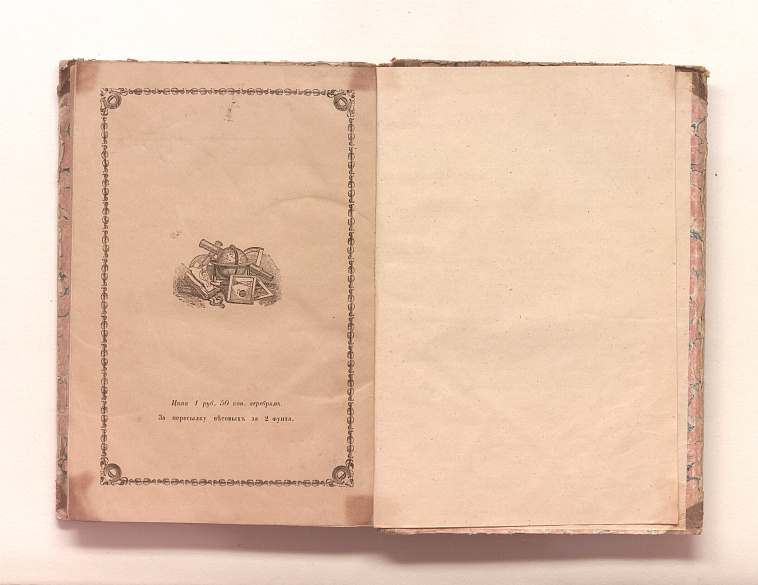 Цѣна 1 руб. 50 коп. серебромъ.
За пересылку вѣсовыхъ за 2 фунта.